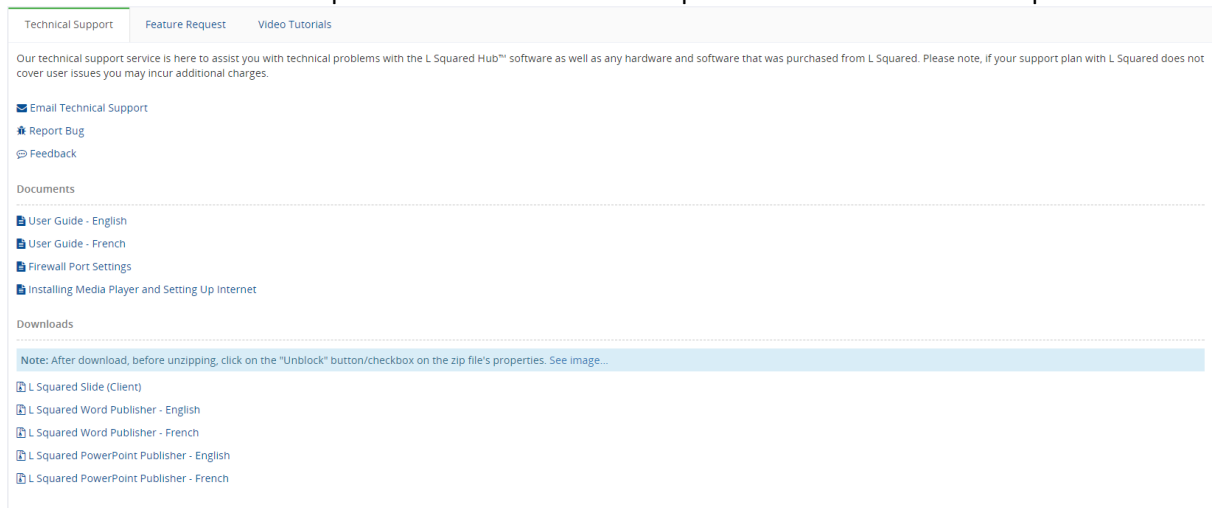 Technical Support
Feature Request
Video Tutorials
Our technical support service is here to assist you with technical problems with the L Squared Hub™ software as well as any hardware and software that was purchased from L Squared. Please note, if your support plan with L Squared does not
cover user issues you may incur additional charges.
Email Technical Support
Report Bug
Feedback
Documents
User Guide - English
User Guide - French
Firewall Port Settings
Installing Media Player and Setting Up Internet
Downloads
Note: After download, before unzipping, click on the "Unblock" button/checkbox on the zip file's properties. See image...
L Squared Slide (Client)
L Squared Word Publisher - English
L Squared Word Publisher - French
L Squared PowerPoint Publisher - English
L Squared PowerPoint Publisher - French